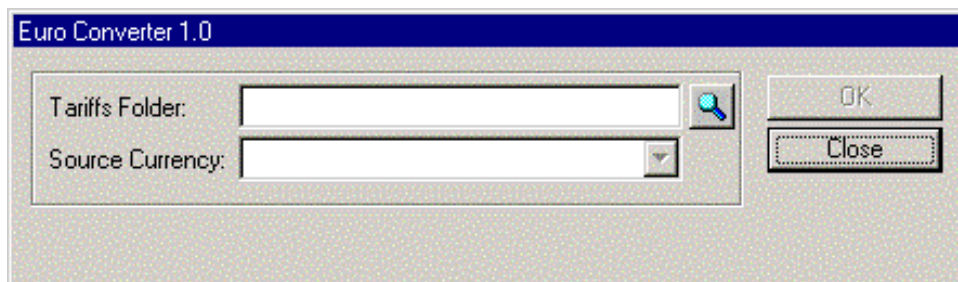 Euro Converter 1.0
Tariffs Folder:
OK
Source Currency:
Close